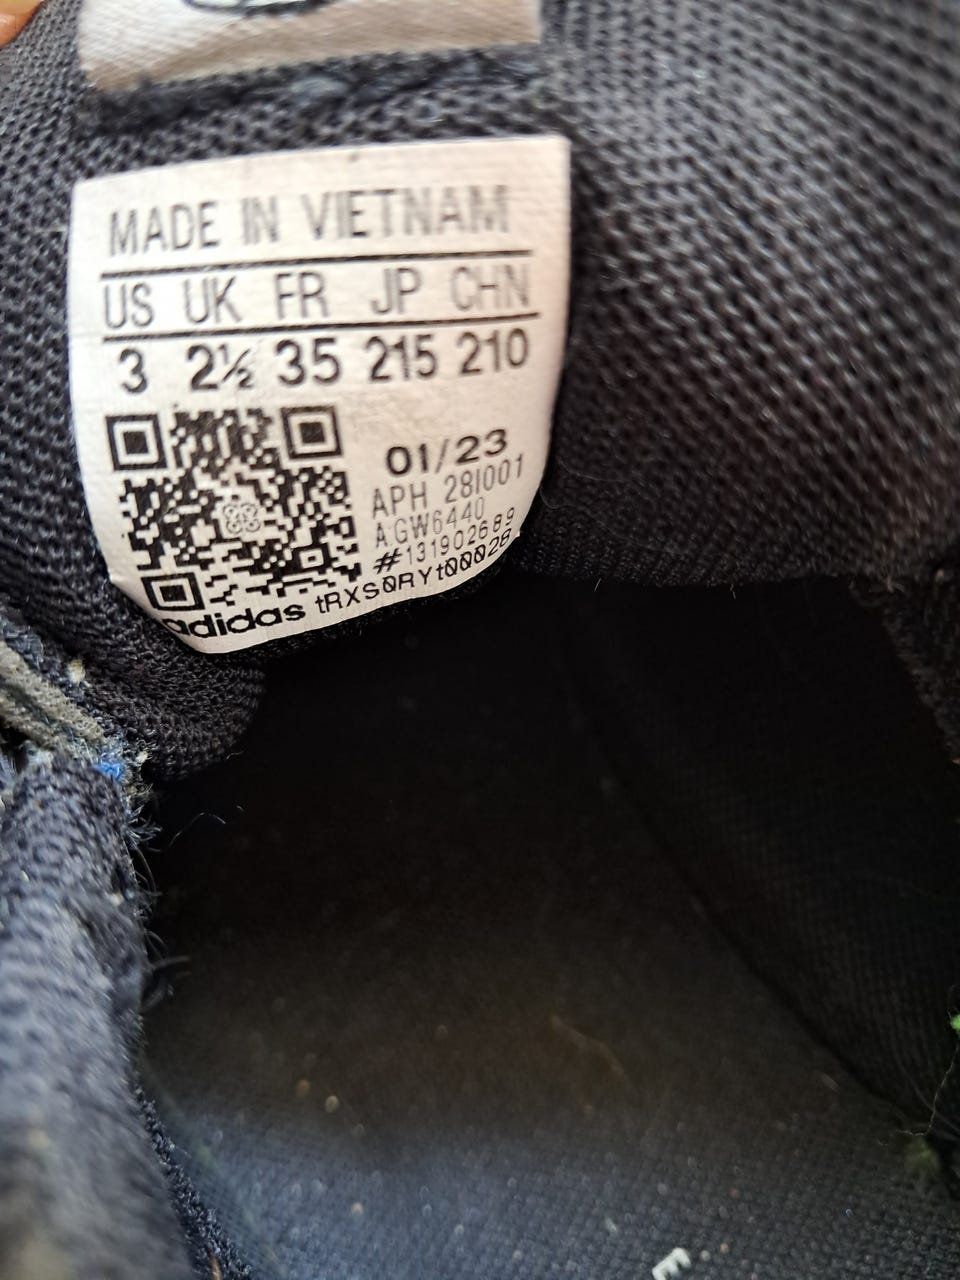 MADE IN VIETNAM
US UK FR JP CHN
3 2½ 35 215 210
01/23
APH 28I001
A GW6440
#131902689
adidas tRXS0RYt00028
E